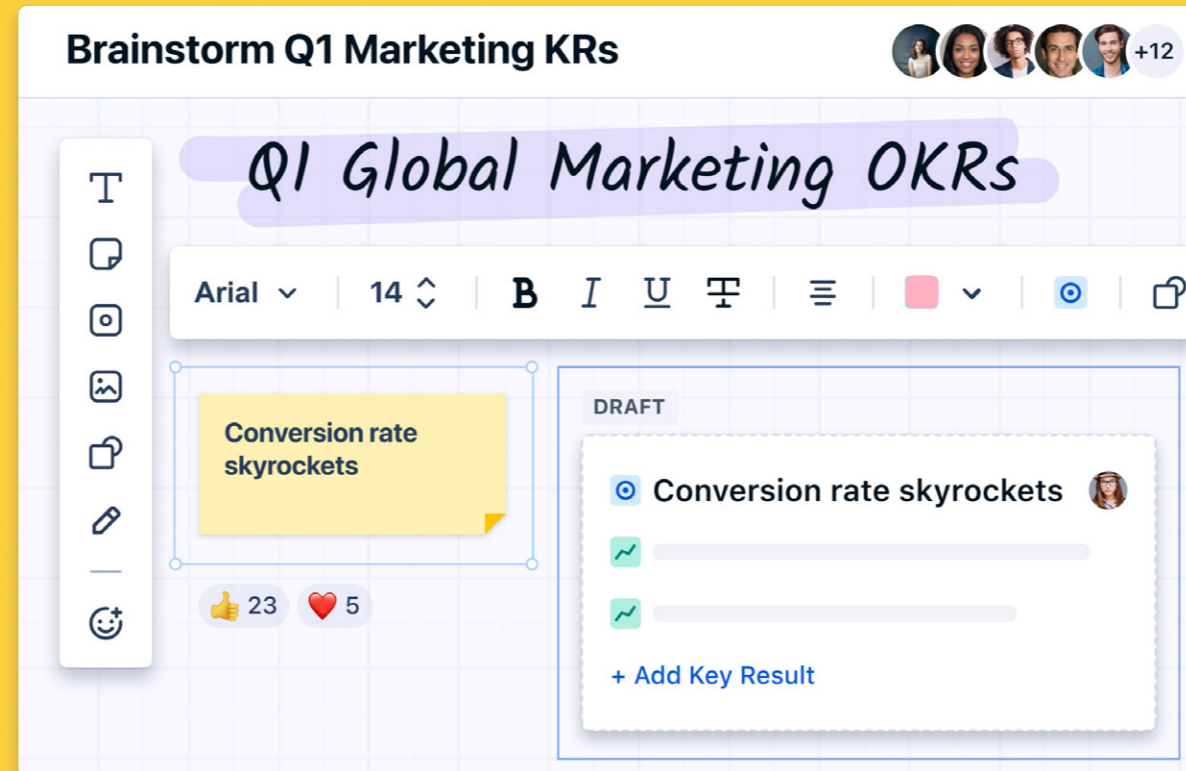 Brainstorm Q1 Marketing KRs
+12
Q1 Global Marketing OKRs
Arial
14
B I U T
Conversion rate
skyrockets
👍 23 ❤️ 5
DRAFT
Conversion rate skyrockets
+ Add Key Result